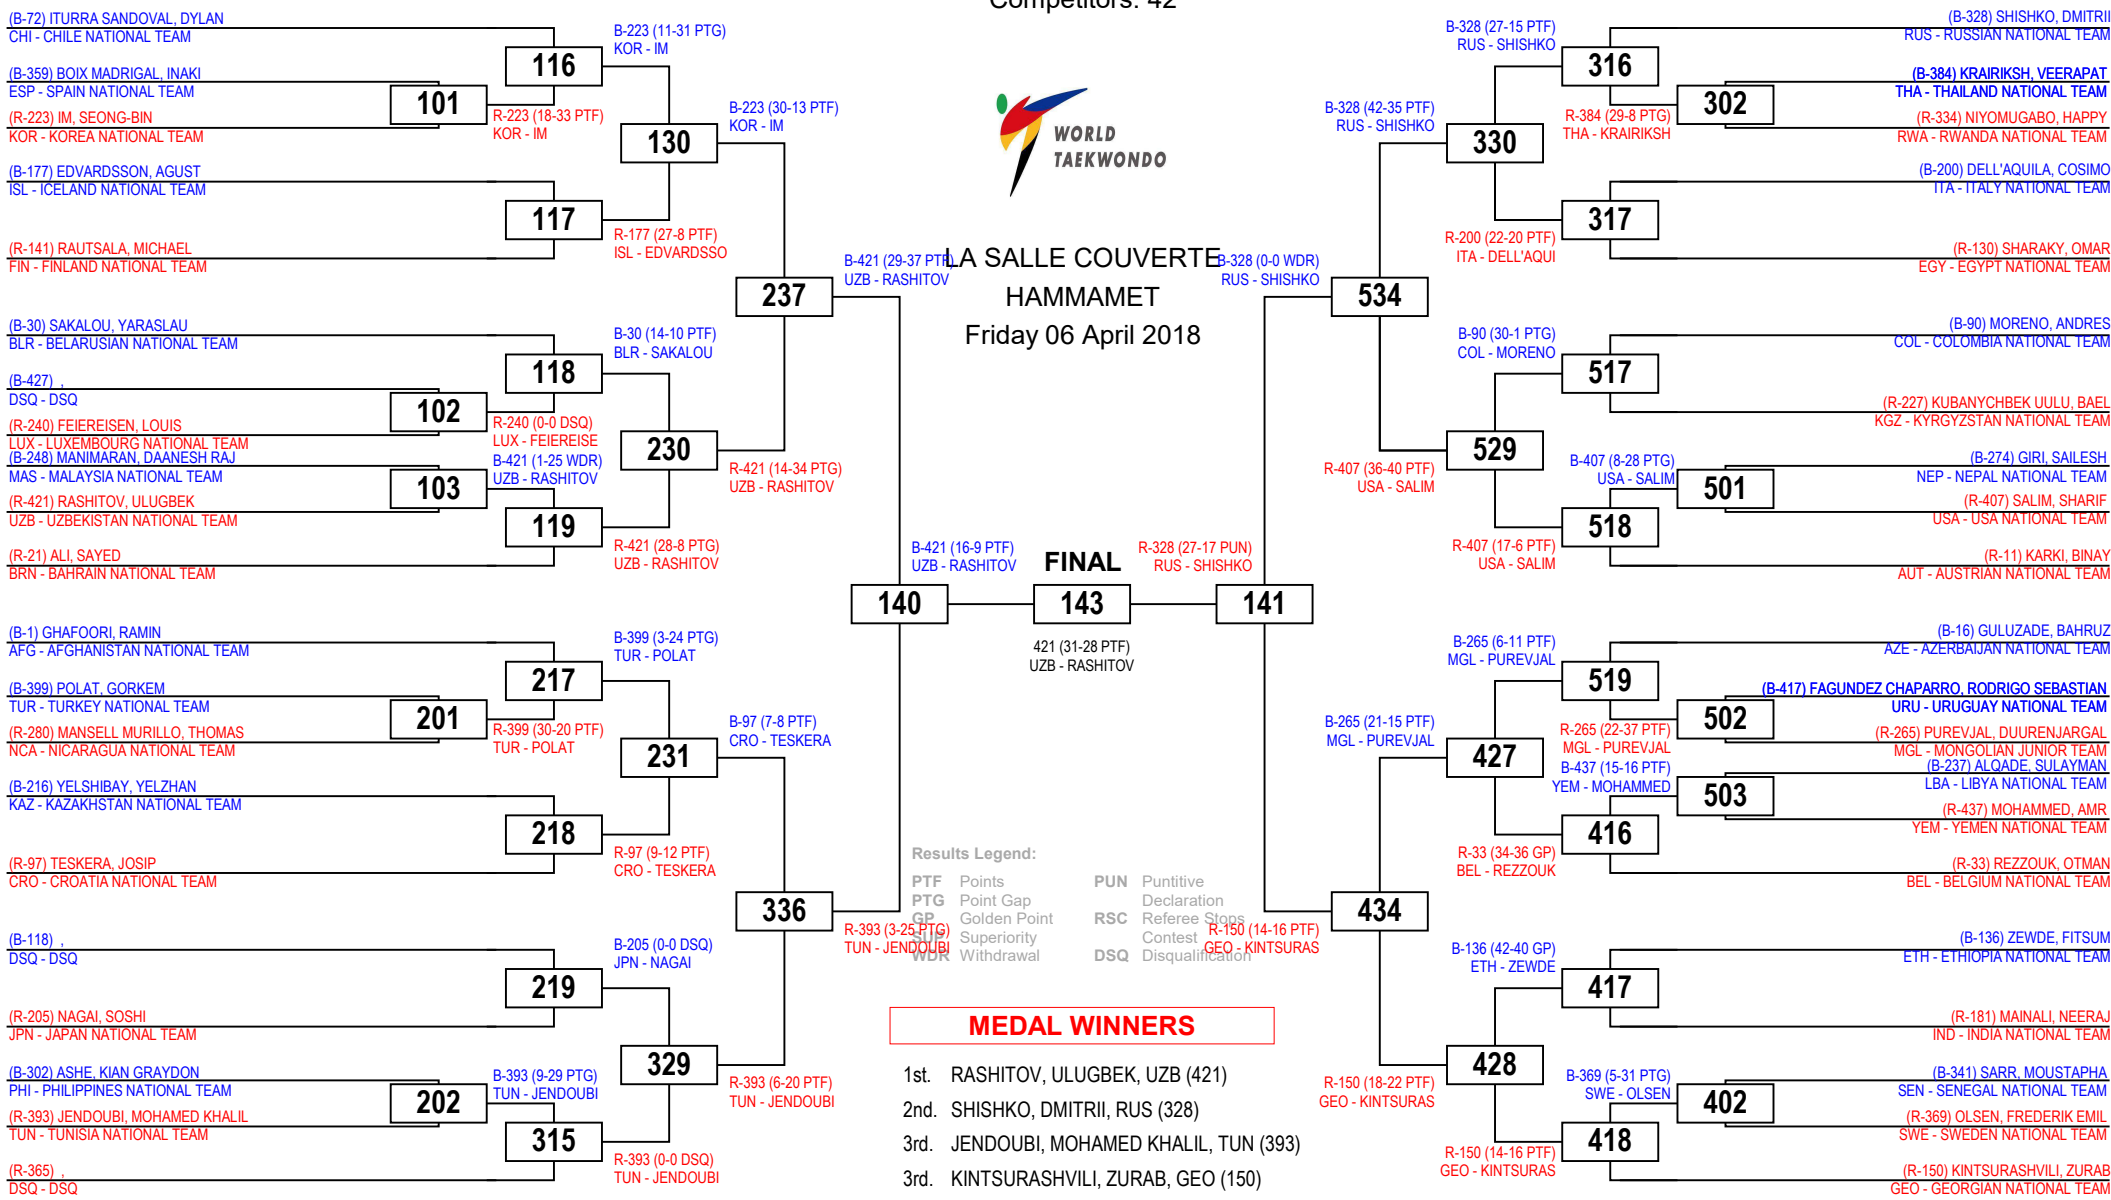 Competitors: 42
(B-72) ITURRA SANDOVAL, DYLAN
CHI - CHILE NATIONAL TEAM
(B-359) BOIX MADRIGAL, INAKI
ESP - SPAIN NATIONAL TEAM
(R-223) IM, SEONG-BIN
KOR - KOREA NATIONAL TEAM
(B-177) EDVARDSSON, AGUST
ISL - ICELAND NATIONAL TEAM
(R-141) RAUTSALA, MICHAEL
FIN - FINLAND NATIONAL TEAM
(B-30) SAKALOU, YARASLAU
BLR - BELARUSIAN NATIONAL TEAM
(B-427) ,
DSQ - DSQ
(R-240) FEIEREISEN, LOUIS
LUX - LUXEMBOURG NATIONAL TEAM
(B-248) MANIMARAN, DAANESH RAJ
MAS - MALAYSIA NATIONAL TEAM
(R-421) RASHITOV, ULUGBEK
UZB - UZBEKISTAN NATIONAL TEAM
(R-21) ALI, SAYED
BRN - BAHRAIN NATIONAL TEAM
(B-1) GHAFOORI, RAMIN
AFG - AFGHANISTAN NATIONAL TEAM
(B-399) POLAT, GORKEM
TUR - TURKEY NATIONAL TEAM
(R-280) MANSELL MURILLO, THOMAS
NCA - NICARAGUA NATIONAL TEAM
(B-216) YELSHIBAY, YELZHAN
KAZ - KAZAKHSTAN NATIONAL TEAM
(R-97) TESKERA, JOSIP
CRO - CROATIA NATIONAL TEAM
(B-118) ,
DSQ - DSQ
(R-205) NAGAI, SOSHI
JPN - JAPAN NATIONAL TEAM
(B-302) ASHE, KIAN GRAYDON
PHI - PHILIPPINES NATIONAL TEAM
(R-393) JENDOUBI, MOHAMED KHALIL
TUN - TUNISIA NATIONAL TEAM
(R-365) ,
DSQ - DSQ
101
102
103
201
202
R-223 (18-33 PTF)
KOR - IM
R-240 (0-0 DSQ)
LUX - FEIEREISE
B-421 (1-25 WDR)
UZB - RASHITOV
R-399 (30-20 PTF)
TUR - POLAT
B-393 (9-29 PTG)
TUN - JENDOUBI
116
117
118
119
217
218
219
315
B-223 (11-31 PTG)
KOR - IM
R-177 (27-8 PTF)
ISL - EDVARDSSO
B-30 (14-10 PTF)
BLR - SAKALOU
R-421 (28-8 PTG)
UZB - RASHITOV
B-399 (3-24 PTG)
TUR - POLAT
R-97 (9-12 PTF)
CRO - TESKERA
B-205 (0-0 DSQ)
JPN - NAGAI
R-393 (0-0 DSQ)
TUN - JENDOUBI
130
230
231
329
B-223 (30-13 PTF)
KOR - IM
R-421 (14-34 PTG)
UZB - RASHITOV
B-97 (7-8 PTF)
CRO - TESKERA
R-393 (6-20 PTF)
TUN - JENDOUBI
237
336
B-421 (29-37 PTF)
UZB - RASHITOV
R-393 (3-25 PTG)
TUN - JENDOUBI
140
B-421 (16-9 PTF)
UZB - RASHITOV
WORLD
TAEKWONDO
LA SALLE COUVERTE
HAMMAMET
Friday 06 April 2018
FINAL
143
421 (31-28 PTF)
UZB - RASHITOV
R-328 (27-17 PUN)
RUS - SHISHKO
141
B-328 (0-0 WDR)
RUS - SHISHKO
R-150 (14-16 PTF)
GEO - KINTSURAS
534
434
B-328 (42-35 PTF)
RUS - SHISHKO
R-407 (36-40 PTF)
USA - SALIM
B-265 (21-15 PTF)
MGL - PUREVJAL
R-150 (18-22 PTF)
GEO - KINTSURAS
330
529
427
428
B-328 (27-15 PTF)
RUS - SHISHKO
R-200 (22-20 PTF)
ITA - DELL'AQUI
B-90 (30-1 PTG)
COL - MORENO
R-407 (17-6 PTF)
USA - SALIM
B-265 (6-11 PTF)
MGL - PUREVJAL
R-33 (34-36 GP)
BEL - REZZOUK
B-136 (42-40 GP)
ETH - ZEWDE
R-150 (14-16 PTF)
GEO - KINTSURAS
316
317
517
518
519
416
417
418
R-384 (29-8 PTG)
THA - KRAIRIKSH
B-407 (8-28 PTG)
USA - SALIM
R-265 (22-37 PTF)
MGL - PUREVJAL
B-437 (15-16 PTF)
YEM - MOHAMMED
B-369 (5-31 PTG)
SWE - OLSEN
302
501
502
503
402
(B-328) SHISHKO, DMITRII
RUS - RUSSIAN NATIONAL TEAM
(B-384) KRAIRIKSH, VEERAPAT
THA - THAILAND NATIONAL TEAM
(R-334) NIYOMUGABO, HAPPY
RWA - RWANDA NATIONAL TEAM
(B-200) DELL'AQUILA, COSIMO
ITA - ITALY NATIONAL TEAM
(R-130) SHARAKY, OMAR
EGY - EGYPT NATIONAL TEAM
(B-90) MORENO, ANDRES
COL - COLOMBIA NATIONAL TEAM
(R-227) KUBANYCHBEK UULU, BAEL
KGZ - KYRGYZSTAN NATIONAL TEAM
(B-274) GIRI, SAILESH
NEP - NEPAL NATIONAL TEAM
(R-407) SALIM, SHARIF
USA - USA NATIONAL TEAM
(R-11) KARKI, BINAY
AUT - AUSTRIAN NATIONAL TEAM
(B-16) GULUZADE, BAHRUZ
AZE - AZERBAIJAN NATIONAL TEAM
(B-417) FAGUNDEZ CHAPARRO, RODRIGO SEBASTIAN
URU - URUGUAY NATIONAL TEAM
(R-265) PUREVJAL, DUURENJARGAL
MGL - MONGOLIAN JUNIOR TEAM
(B-237) ALQADE, SULAYMAN
LBA - LIBYA NATIONAL TEAM
(R-437) MOHAMMED, AMR
YEM - YEMEN NATIONAL TEAM
(R-33) REZZOUK, OTMAN
BEL - BELGIUM NATIONAL TEAM
(B-136) ZEWDE, FITSUM
ETH - ETHIOPIA NATIONAL TEAM
(R-181) MAINALI, NEERAJ
IND - INDIA NATIONAL TEAM
(B-341) SARR, MOUSTAPHA
SEN - SENEGAL NATIONAL TEAM
(R-369) OLSEN, FREDERIK EMIL
SWE - SWEDEN NATIONAL TEAM
(R-150) KINTSURASHVILI, ZURAB
GEO - GEORGIAN NATIONAL TEAM
Results Legend:
PTF Points
PTG Point Gap
GP Golden Point
SUP Superiority
WDR Withdrawal
PUN Puntitive
Declaration
RSC Referee Stops
Contest
DSQ Disqualification
MEDAL WINNERS
1st. RASHITOV, ULUGBEK, UZB (421)
2nd. SHISHKO, DMITRII, RUS (328)
3rd. JENDOUBI, MOHAMED KHALIL, TUN (393)
3rd. KINTSURASHVILI, ZURAB, GEO (150)